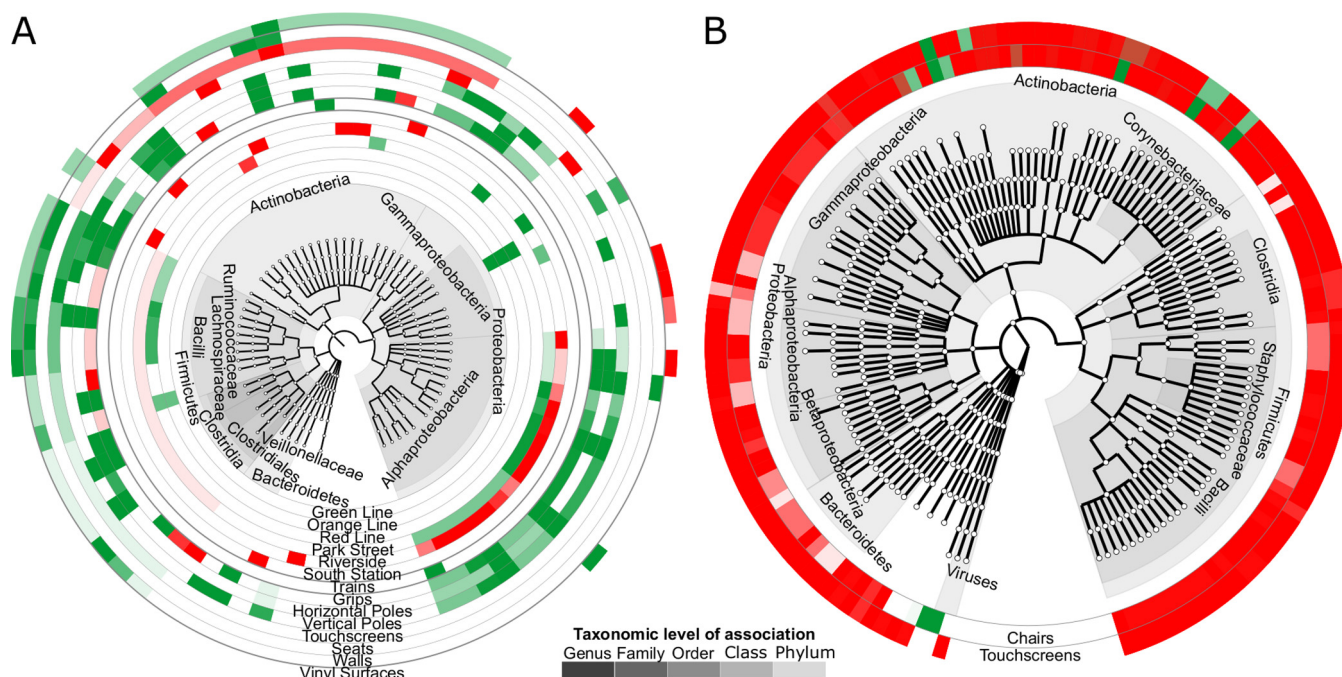 A
Actinobacteria
Gammaproteobacteria
Proteobacteria
Alphaproteobacteria
Ruminococcaceae
Lachnospiraceae
Bacilli
Firmicutes
Clostridia
Clostridiales
Veillonellaceae
Bacteroidetes
Green Line
Orange Line
Red Line
Park Street
Riverside
South Station
Trains
Grips
Horizontal Poles
Vertical Poles
Touchscreens
Seats
Walls
Vinyl Surfaces
B
Actinobacteria
Corynebacteriaceae
Gammaproteobacteria
Clostridia
Proteobacteria
Alphaproteobacteria
Staphylococcaceae
Firmicutes
Bacilli
Betaproteobacteria
Bacteroidetes
Viruses
Chairs
Touchscreens
Taxonomic level of association
Genus Family Order Class Phylum